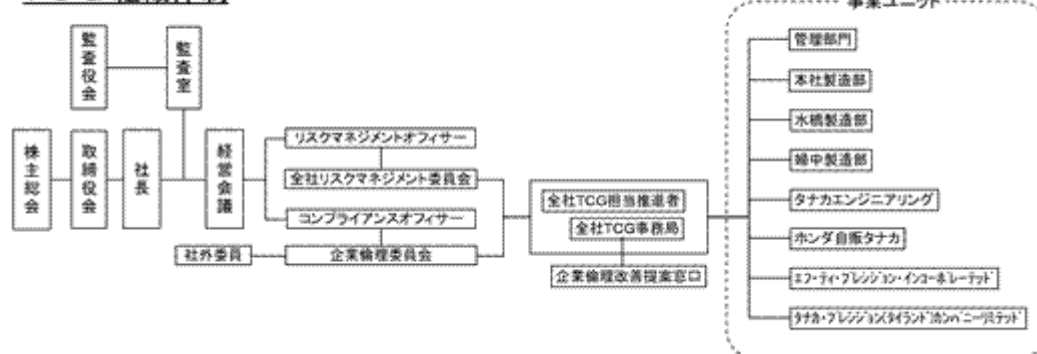 事業ユニット
監査役会
監査室
株主総会
取締役会
社長
経営会議
リスクマネジメントオフィサー
全社リスクマネジメント委員会
コンプライアンスオフィサー
社外委員
企業倫理委員会
全社TCG担当推進者
全社TCG事務局
企業倫理改善提案窓口
管理部門
本社製造部
水橋製造部
婦中製造部
タナカエンジニアリング
ホンダ自販タナカ
エフ・ティ・プレシジョン・インコーポレーテッド
タナカ・プレシジョン(タイランド)カンパニーリミテッド